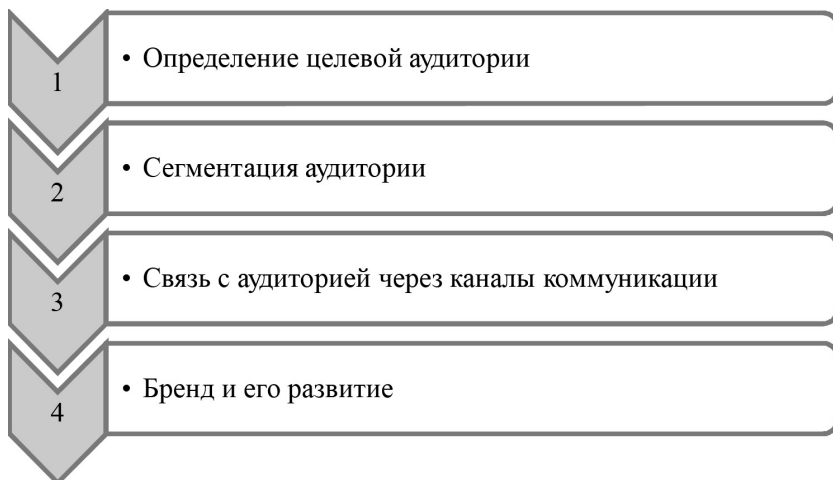 1
• Определение целевой аудитории
2
• Сегментация аудитории
3
• Связь с аудиторией через каналы коммуникации
4
• Бренд и его развитие